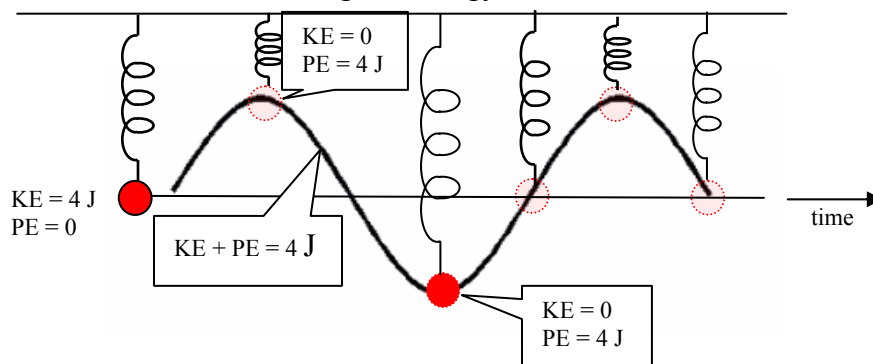 KE = 0
PE = 4 J
KE = 4 J
PE = 0
time
KE + PE = 4 J
KE = 0
PE = 4 J